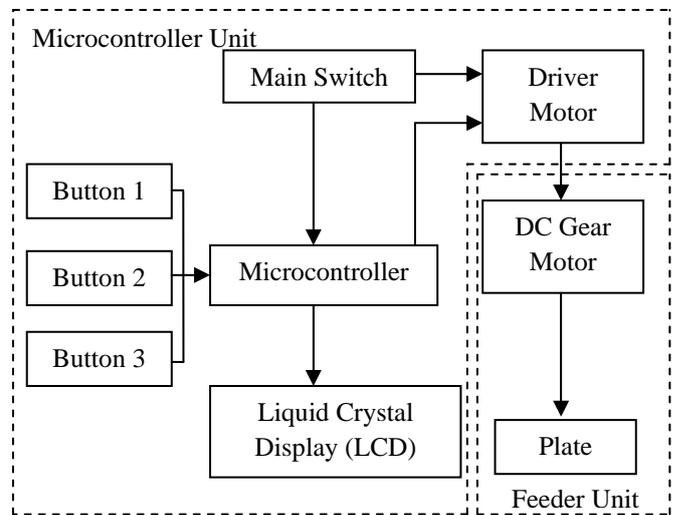 Microcontroller Unit
Main Switch
Driver
Motor
Button 1
Button 2
Button 3
Microcontroller
DC Gear
Motor
Liquid Crystal
Display (LCD)
Plate
Feeder Unit